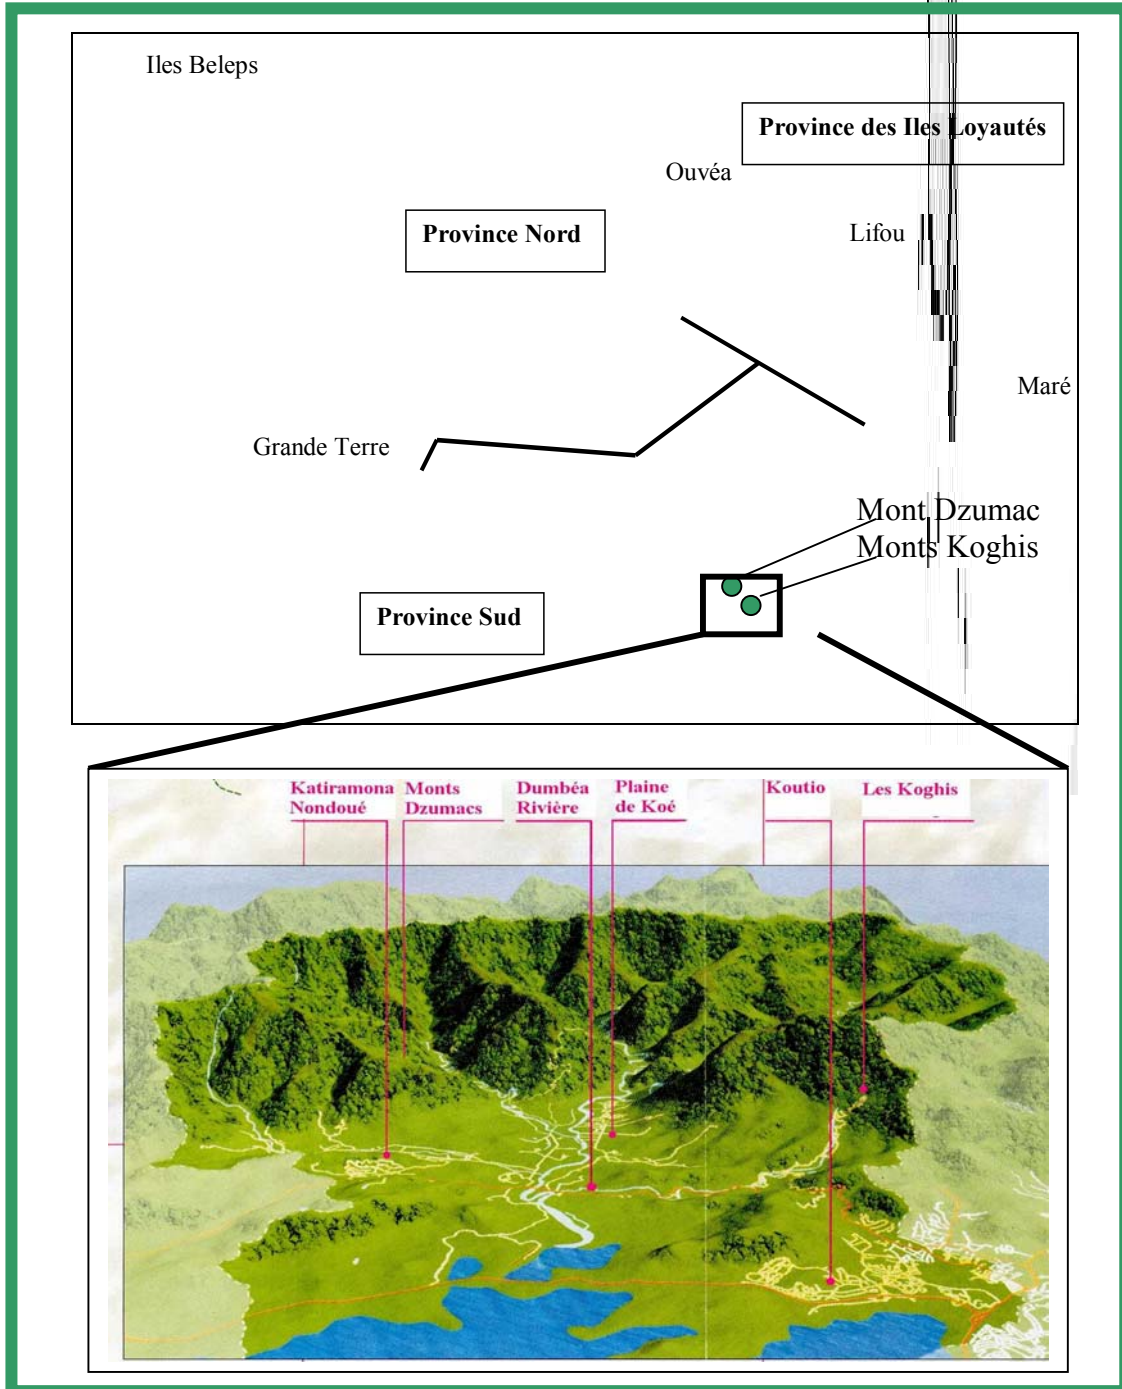 Iles Beleps
Province des Iles Loyautés
Ouvéa
Province Nord
Lifou
Maré
Grande Terre
Mont Dzumac
Monts Koghis
Province Sud
Katiramona
Nondoué
Monts
Dzumacs
Dumbéa
Rivière
Plaine
de Koé
Koutio
Les Koghis